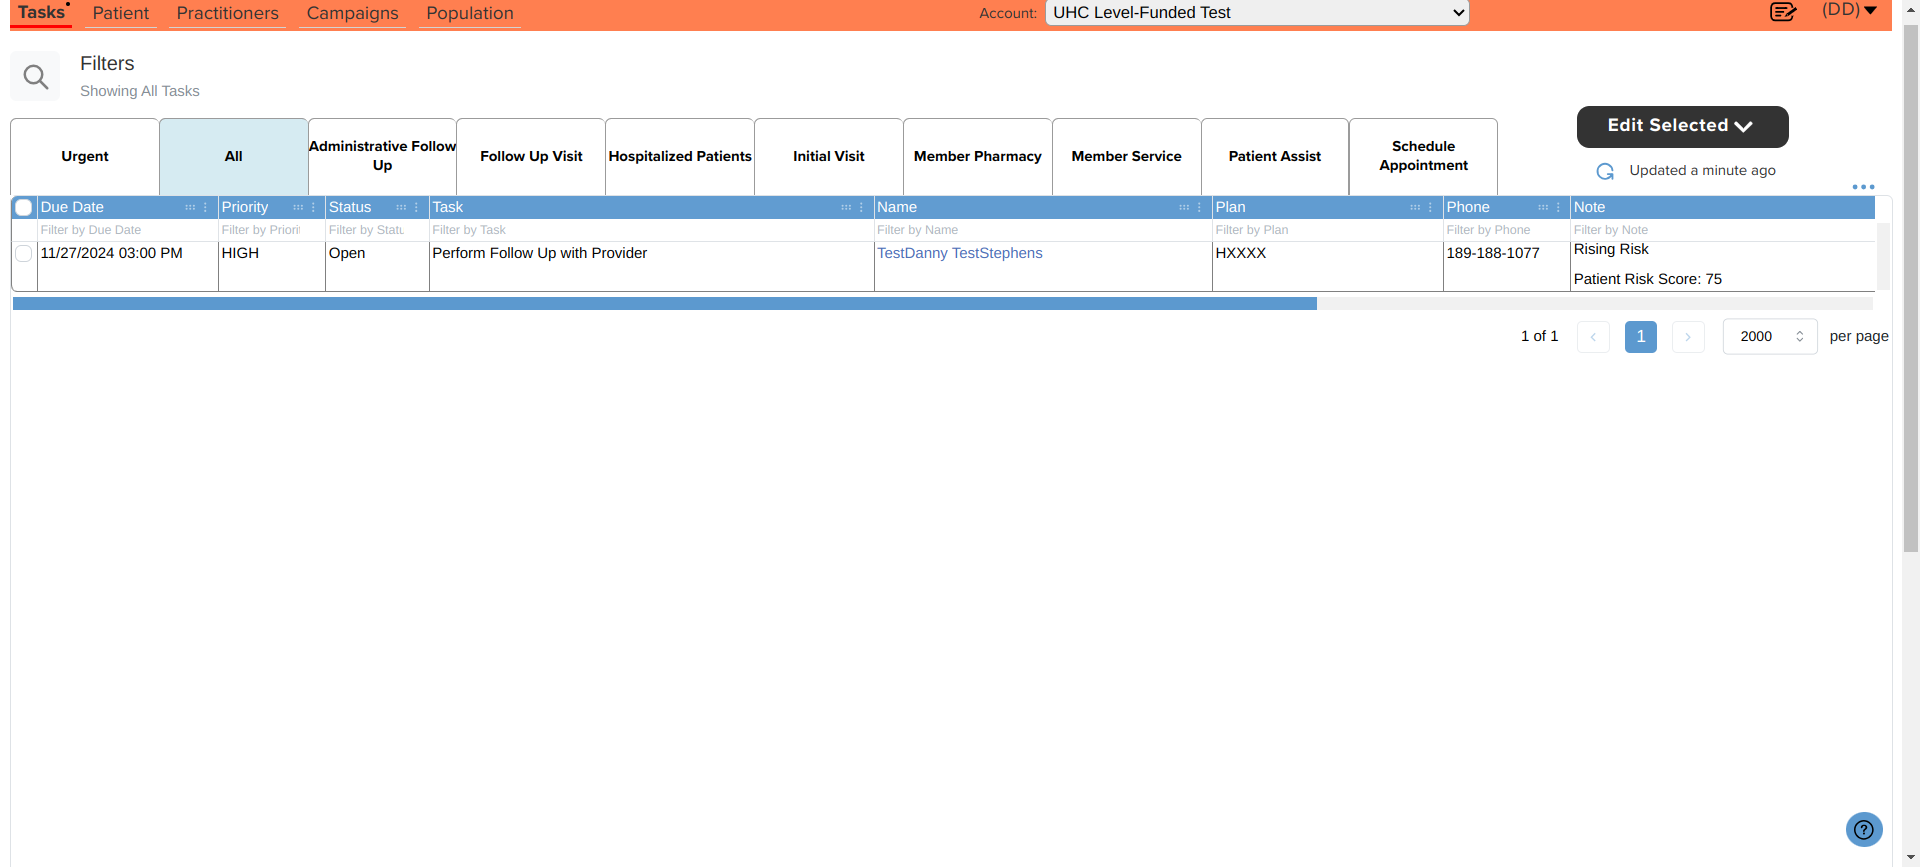 Tasks Patient Practitioners Campaigns Population Account: UHC Level-Funded Test (DD)
Filters
Showing All Tasks
Edit Selected
Urgent All Administrative Follow Up Follow Up Visit Hospitalized Patients Initial Visit Member Pharmacy Member Service Patient Assist Schedule Appointment
Updated a minute ago
Due Date Priority Status Task Name Plan Phone Note
Filter by Due Date Filter by Priori Filter by Statu Filter by Task Filter by Name Filter by Plan Filter by Phone Filter by Note
11/27/2024 03:00 PM HIGH Open Perform Follow Up with Provider TestDanny TestStephens HXXXX 189-188-1077 Rising Risk
Patient Risk Score: 75
1 of 1 1 2000 per page